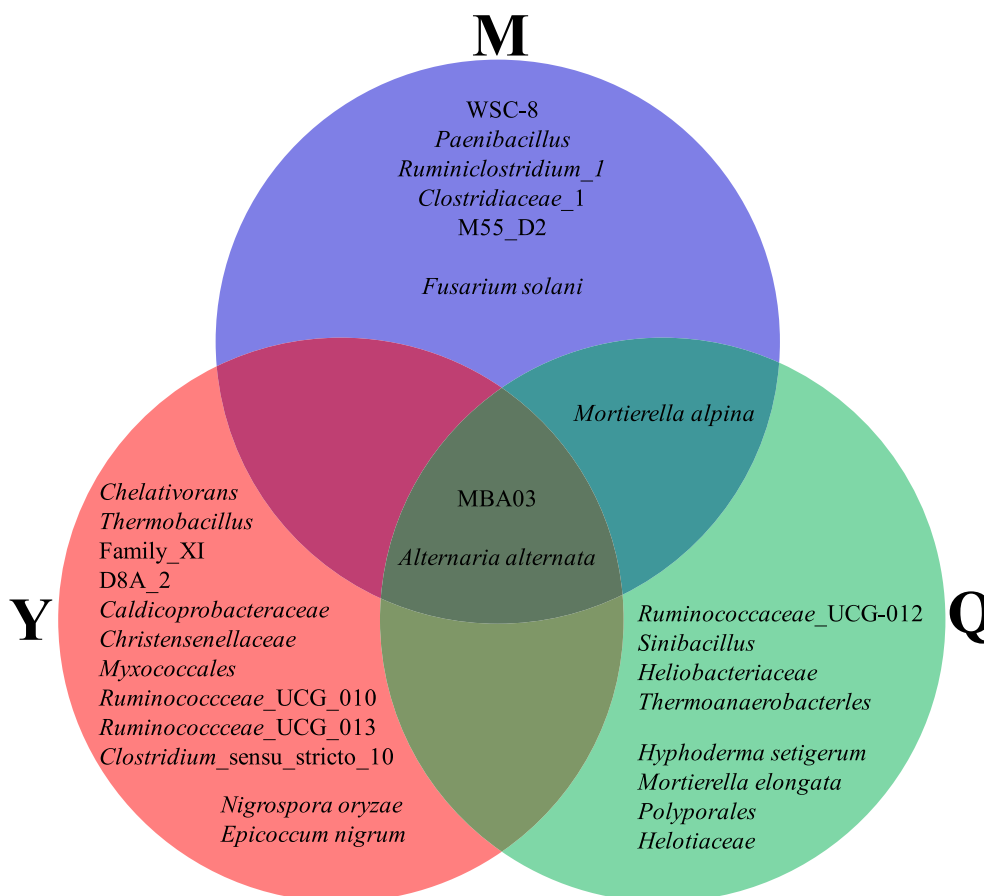 M
WSC-8
Paenibacillus
Ruminiclostridium_1
Clostridiaceae_1
M55_D2
Fusarium solani
Mortierella alpina
MBA03
Alternaria alternata
Y
Chelativorans
Thermobacillus
Family_XI
D8A_2
Caldicoprobacteraceae
Christensenellaceae
Myxococcales
Ruminococcceae_UCG_010
Ruminococcceae_UCG_013
Clostridium_sensu_stricto_10
Nigrospora oryzae
Epicoccum nigrum
Q
Ruminococcaceae_UCG-012
Sinibacillus
Heliobacteriaceae
Thermoanaerobacterles
Hyphoderma setigerum
Mortierella elongata
Polyporales
Helotiaceae